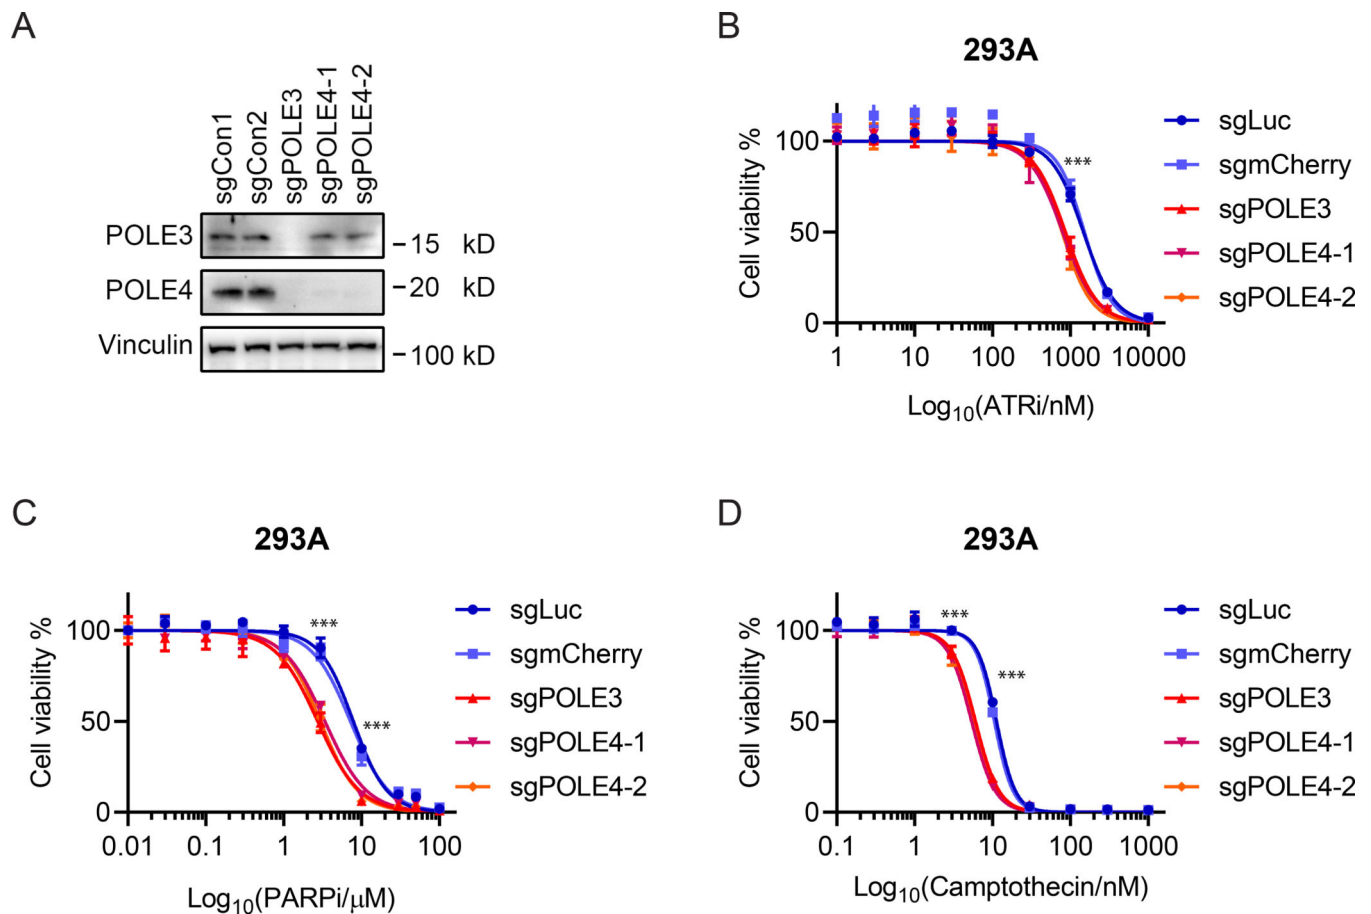 A
sgCon1
sgCon2
sgPOLE3
sgPOLE4-1
sgPOLE4-2
POLE3
15 kD
POLE4
20 kD
Vinculin
100 kD
B
293A
Cell viability %
100
50
0
***
1 10 100 1000 10000
Log10(ATRi/nM)
sgLuc
sgmCherry
sgPOLE3
sgPOLE4-1
sgPOLE4-2
C
293A
Cell viability %
100
50
0
***
***
0.01 0.1 1 10 100
Log10(PARPi/μM)
sgLuc
sgmCherry
sgPOLE3
sgPOLE4-1
sgPOLE4-2
D
293A
Cell viability %
100
50
0
***
***
0.1 1 10 100 1000
Log10(Camptothecin/nM)
sgLuc
sgmCherry
sgPOLE3
sgPOLE4-1
sgPOLE4-2